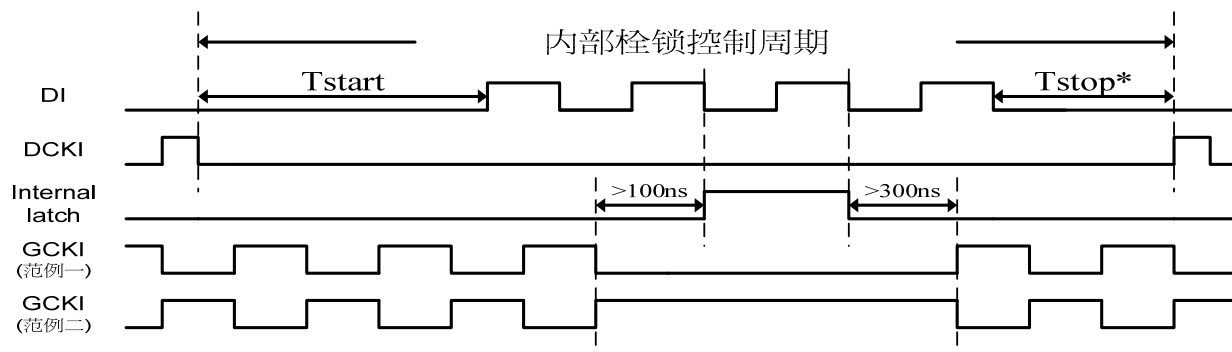 内部栓锁控制周期
DI
Tstart
Tstop*
DCKI
Internal
latch
>100ns
>300ns
GCKI
(范例一)
GCKI
(范例二)